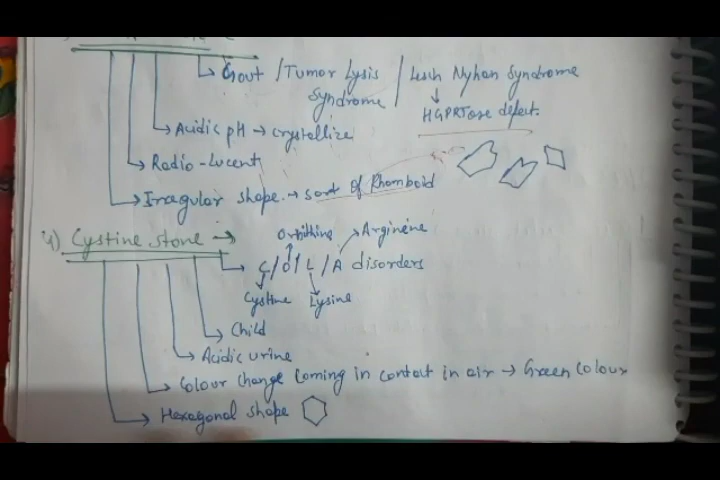 Gout / Tumor Lysis Syndrome / Lesch Nyhan Syndrome
HGPRTase defect.
Acidic pH → crystallize
Radio-Lucent
Irregular shape → sort of Rhomboid
4) Cystine stone →
Orbithine Arginine
C/O/L/A disorders
Cystine Lysine
Child
Acidic urine
Colour change coming in contact in air → Green colour
Hexagonal shape